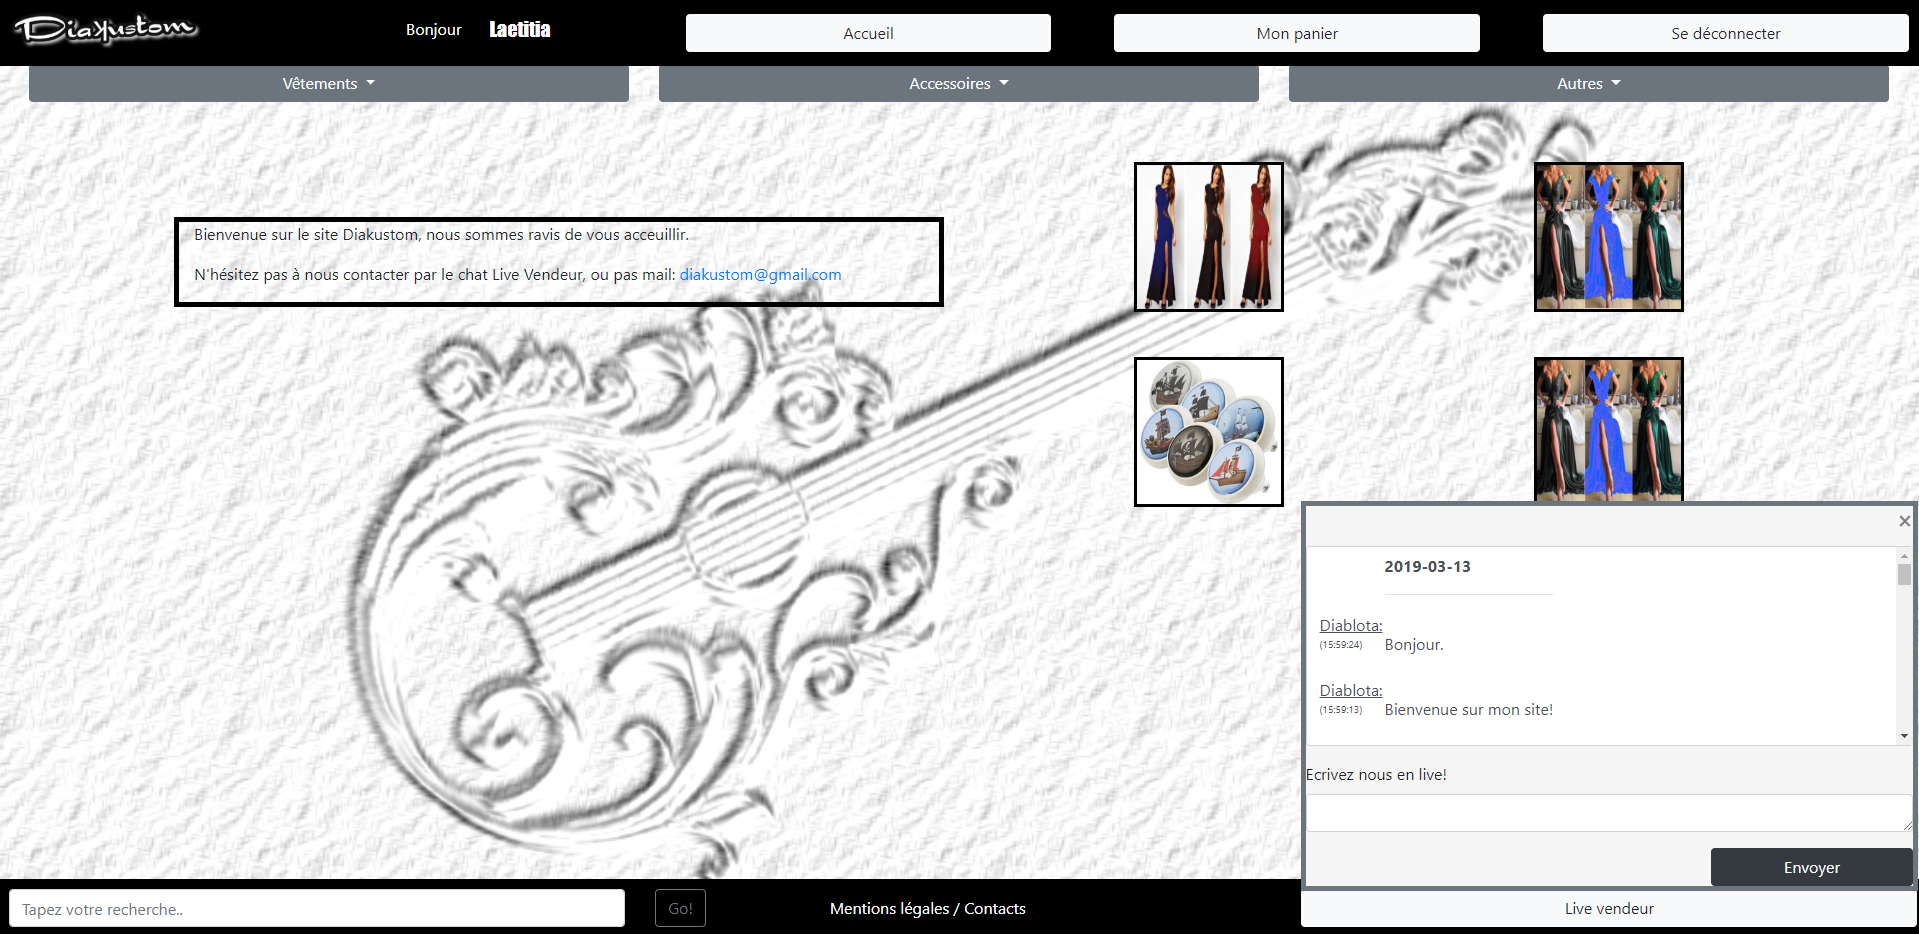 Diakustom
Bonjour Laetitia
Accueil
Mon panier
Se déconnecter
Vêtements
Accessoires
Autres
Bienvenue sur le site Diakustom, nous sommes ravis de vous acceuillir.
N'hésitez pas à nous contacter par le chat Live Vendeur, ou pas mail: diakustom@gmail.com
×
2019-03-13
Diablota:
(15:59:24) Bonjour.
Diablota:
(15:59:13) Bienvenue sur mon site!
Ecrivez nous en live!
Envoyer
Tapez votre recherche..
Go!
Mentions légales / Contacts
Live vendeur